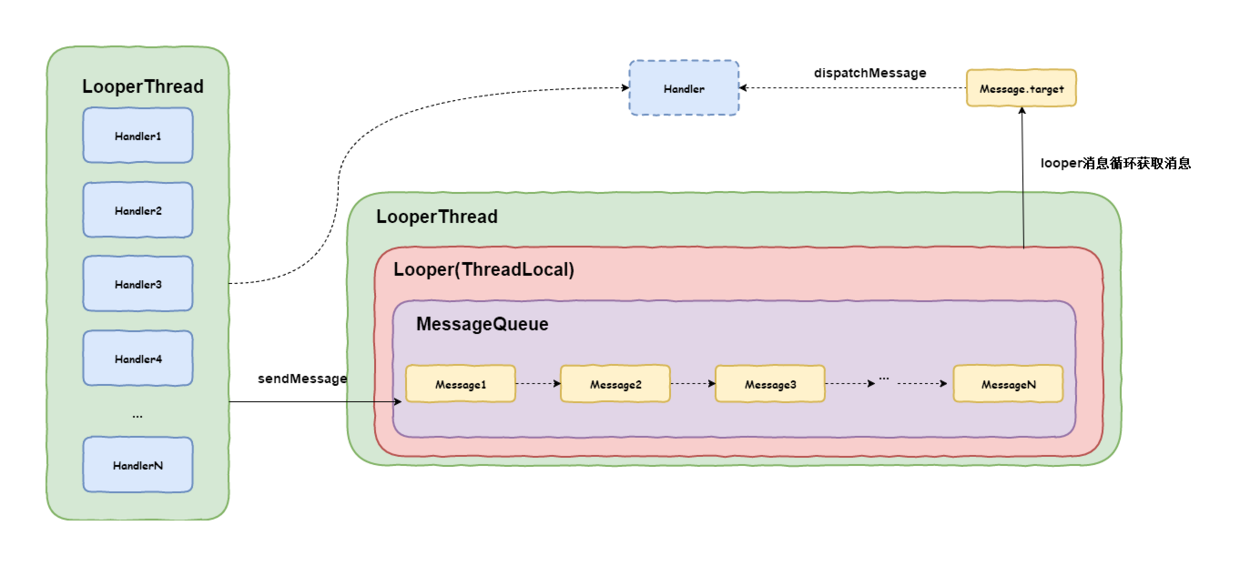 LooperThread
Handler1
Handler2
Handler3
Handler4
...
HandlerN
sendMessage
Handler
dispatchMessage
Message.target
looper消息循环获取消息
LooperThread
Looper(ThreadLocal)
MessageQueue
Message1
Message2
Message3
...
MessageN